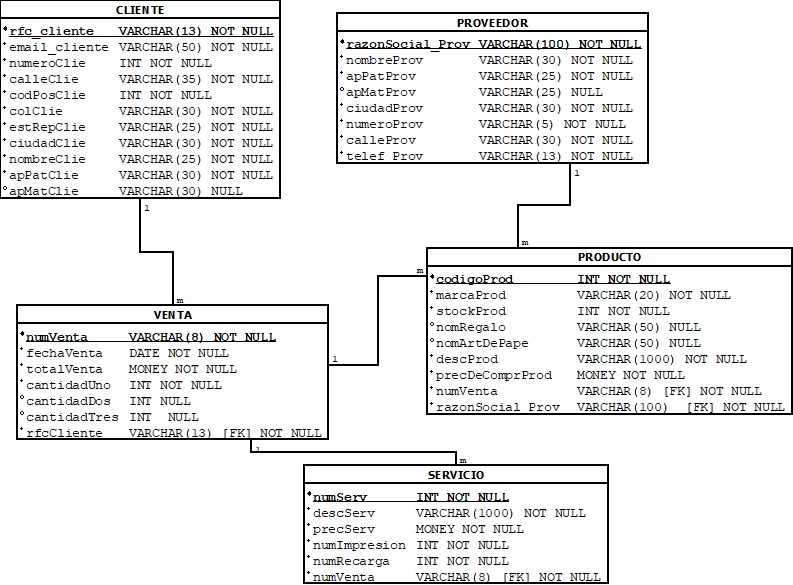 CLIENTE
rfc_cliente VARCHAR(13) NOT NULL
email_cliente VARCHAR(50) NOT NULL
numeroClie INT NOT NULL
calleClie VARCHAR(35) NOT NULL
codPosClie INT NOT NULL
colClie VARCHAR(30) NOT NULL
estRepClie VARCHAR(25) NOT NULL
ciudadClie VARCHAR(30) NOT NULL
nombreClie VARCHAR(25) NOT NULL
apPatClie VARCHAR(30) NOT NULL
apMatClie VARCHAR(30) NULL
1
m
PROVEEDOR
razonSocial_Prov VARCHAR(100) NOT NULL
nombreProv VARCHAR(30) NOT NULL
apPatProv VARCHAR(25) NOT NULL
apMatProv VARCHAR(25) NULL
ciudadProv VARCHAR(30) NOT NULL
numeroProv VARCHAR(5) NOT NULL
calleProv VARCHAR(30) NOT NULL
telef_Prov VARCHAR(13) NOT NULL
1
m
PRODUCTO
codigoProd INT NOT NULL
marcaProd VARCHAR(20) NOT NULL
stockProd INT NOT NULL
nomRegalo VARCHAR(50) NULL
nomArtDePape VARCHAR(50) NULL
descProd VARCHAR(1000) NOT NULL
precDeComprProd MONEY NOT NULL
numVenta VARCHAR(8) [FK] NOT NULL
razonSocial_Prov VARCHAR(100) [FK] NOT NULL
m
1
VENTA
numVenta VARCHAR(8) NOT NULL
fechaVenta DATE NOT NULL
totalVenta MONEY NOT NULL
cantidadUno INT NOT NULL
cantidadDos INT NULL
cantidadTres INT NULL
rfcCliente VARCHAR(13) [FK] NOT NULL
1
m
SERVICIO
numServ INT NOT NULL
descServ VARCHAR(1000) NOT NULL
precServ MONEY NOT NULL
numImpresion INT NOT NULL
numRecarga INT NOT NULL
numVenta VARCHAR(8) [FK] NOT NULL